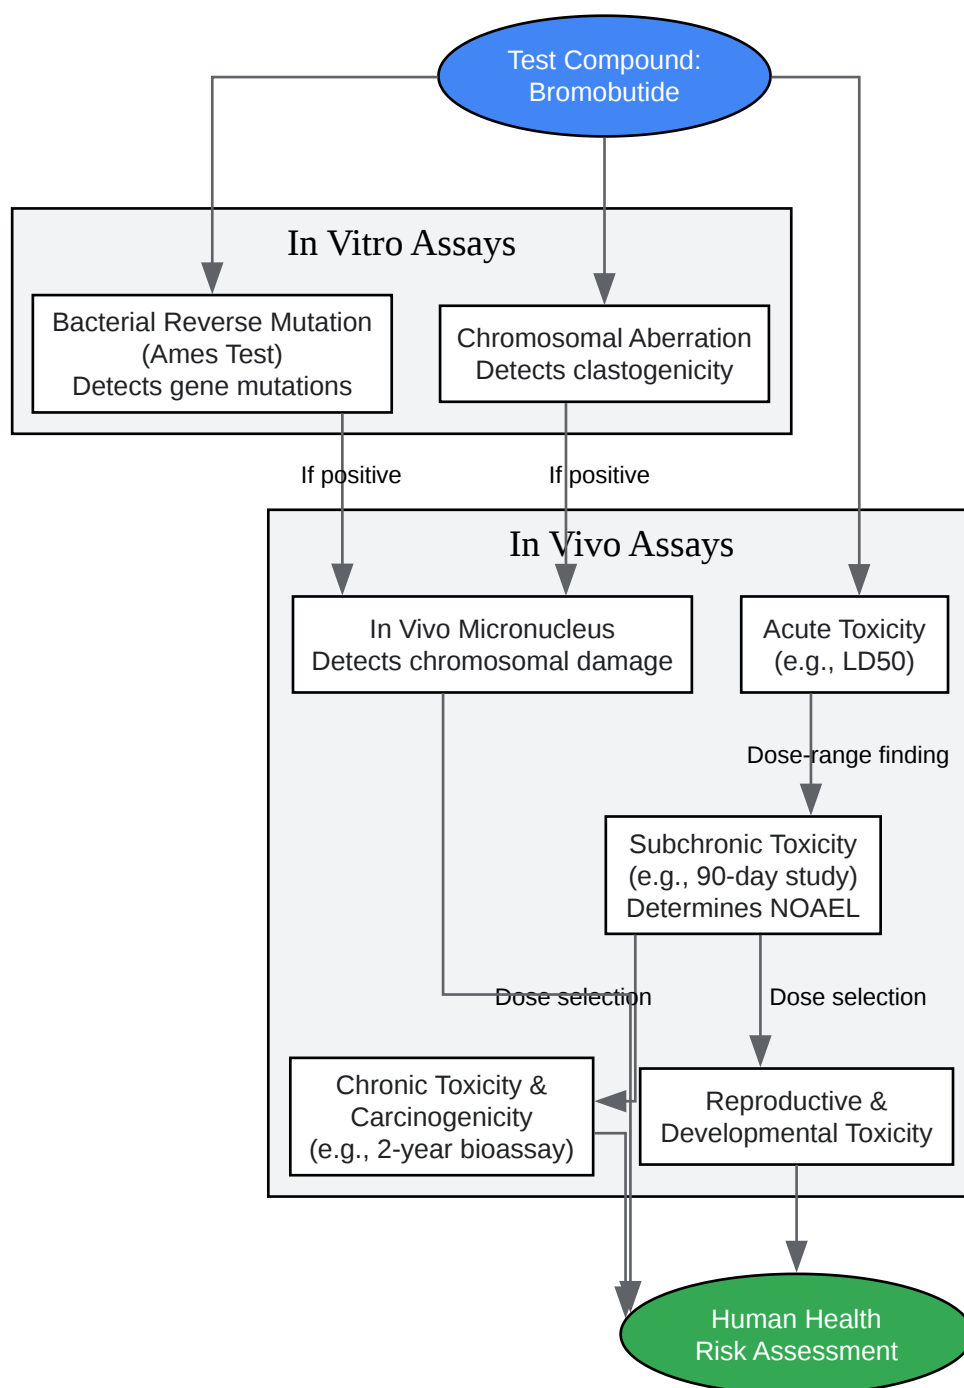 Test Compound:
Bromobutide
In Vitro Assays
Bacterial Reverse Mutation
(Ames Test)
Detects gene mutations
Chromosomal Aberration
Detects clastogenicity
If positive
If positive
In Vivo Assays
In Vivo Micronucleus
Detects chromosomal damage
Acute Toxicity
(e.g., LD50)
Dose-range finding
Subchronic Toxicity
(e.g., 90-day study)
Determines NOAEL
Dose selection
Dose selection
Chronic Toxicity &
Carcinogenicity
(e.g., 2-year bioassay)
Reproductive &
Developmental Toxicity
Human Health
Risk Assessment